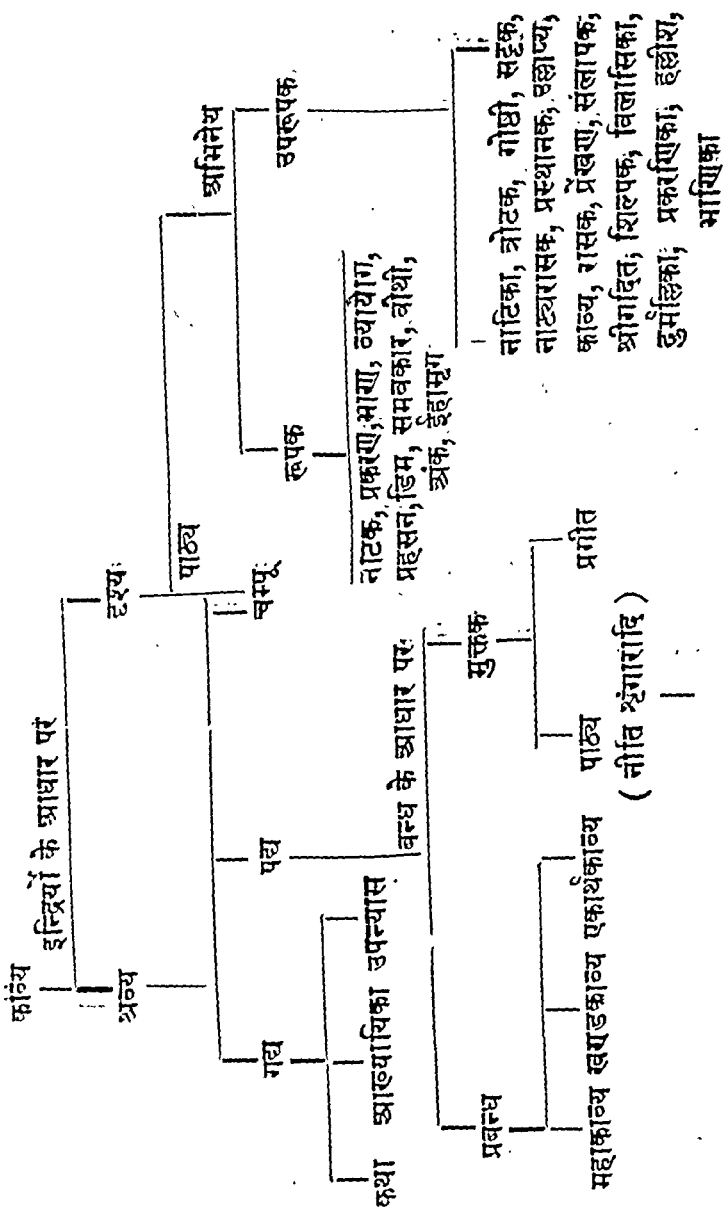 काव्य
इन्द्रियों के आधार पर
श्रव्य
दृश्य
पाठ्य
अभिनेय
गद्य
पद्य
चम्पू
रूपक
उपरूपक
कथा आख्यायिका उपन्यास
बन्ध के आधार पर
नाटक, प्रकरण, भाण, व्यायोग,
प्रहसन, डिम, समवकार, वीथी,
अंक, ईहामृग
नाटिका, त्रोटक, गोष्ठी, सट्टक,
नाट्यरासक, प्रस्थानक, उल्लाप्य,
काव्य, रासक, प्रेंखण, संलापक,
श्रीगदित, शिल्पक, विलासिका,
दुर्मल्लिका, प्रकरणिका, हल्लीश,
भाणिका
प्रबन्ध
मुक्तक
महाकाव्य खण्डकाव्य एकार्थकाव्य
पाठ्य
प्रगीत
( नीति श्रृंगारादि )